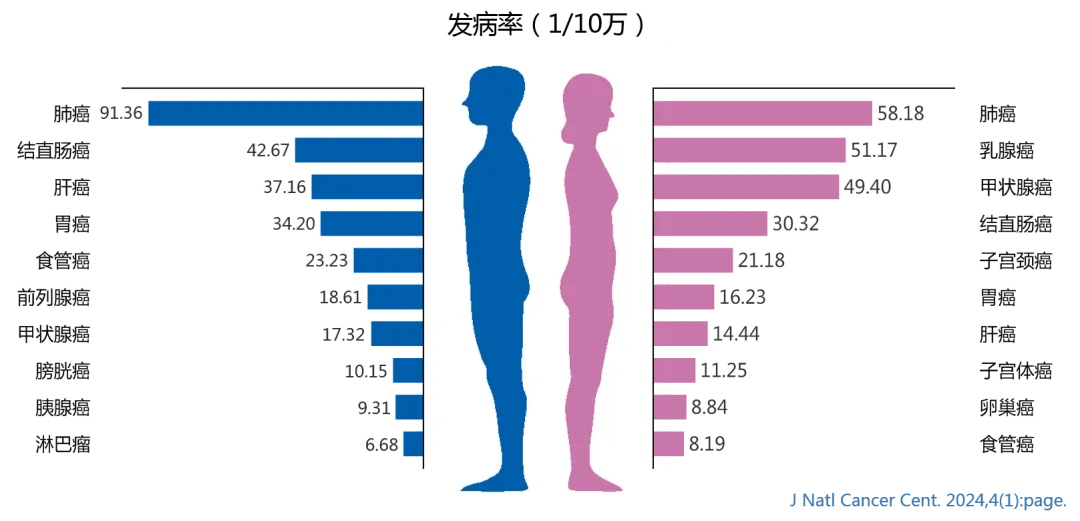 发病率（1/10万）
肺癌 91.36 58.18 肺癌
结直肠癌 42.67 51.17 乳腺癌
肝癌 37.16 49.40 甲状腺癌
胃癌 34.20 30.32 结直肠癌
食管癌 23.23 21.18 子宫颈癌
前列腺癌 18.61 16.23 胃癌
甲状腺癌 17.32 14.44 肝癌
膀胱癌 10.15 11.25 子宫体癌
胰腺癌 9.31 8.84 卵巢癌
淋巴瘤 6.68 8.19 食管癌
J Natl Cancer Cent. 2024,4(1):page.